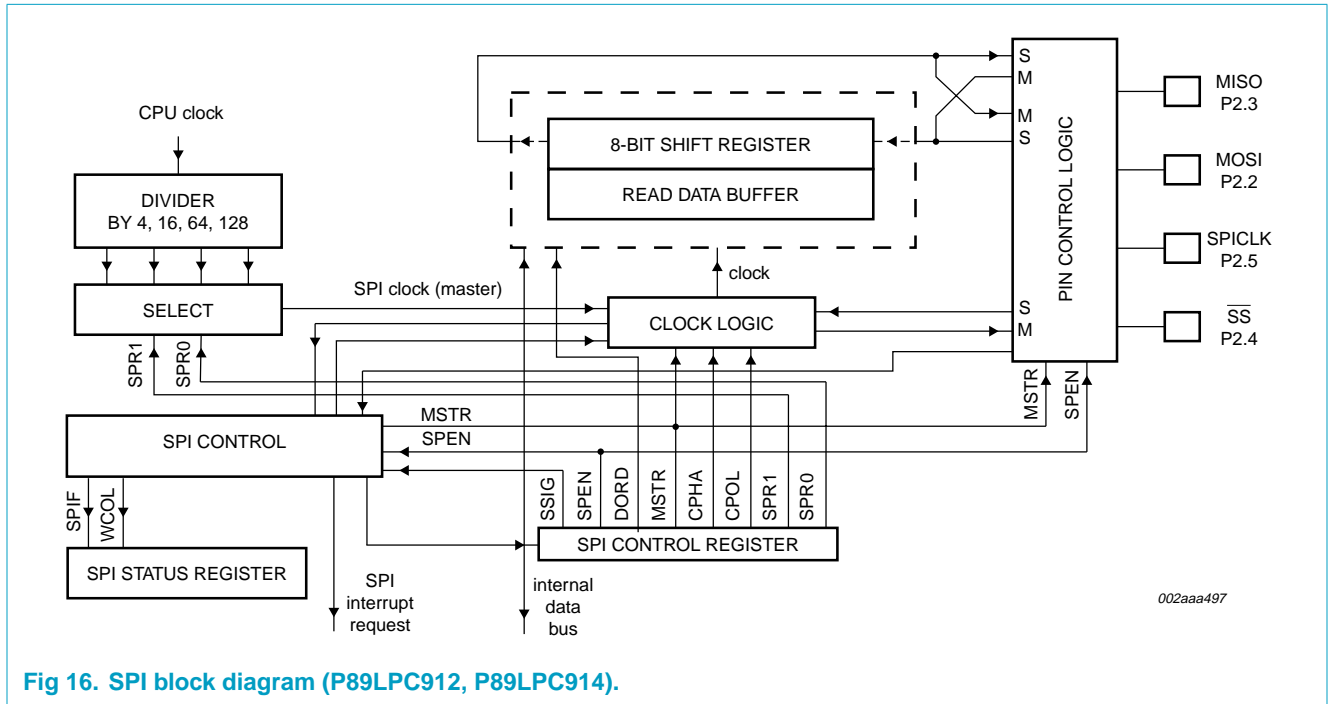 CPU clock
DIVIDER
BY 4, 16, 64, 128
SELECT
SPR1
SPR0
SPI clock (master)
8-BIT SHIFT REGISTER
READ DATA BUFFER
clock
CLOCK LOGIC
S
M
M
S
S
M
PIN CONTROL LOGIC
MISO
P2.3
MOSI
P2.2
SPICLK
P2.5
SS
P2.4
MSTR
SPEN
SPI CONTROL
MSTR
SPEN
SPIF
WCOL
SPI STATUS REGISTER
SSIG
SPEN
DORD
MSTR
CPHA
CPOL
SPR1
SPR0
SPI CONTROL REGISTER
SPI
interrupt
request
internal
data
bus
002aaa497
Fig 16. SPI block diagram (P89LPC912, P89LPC914).